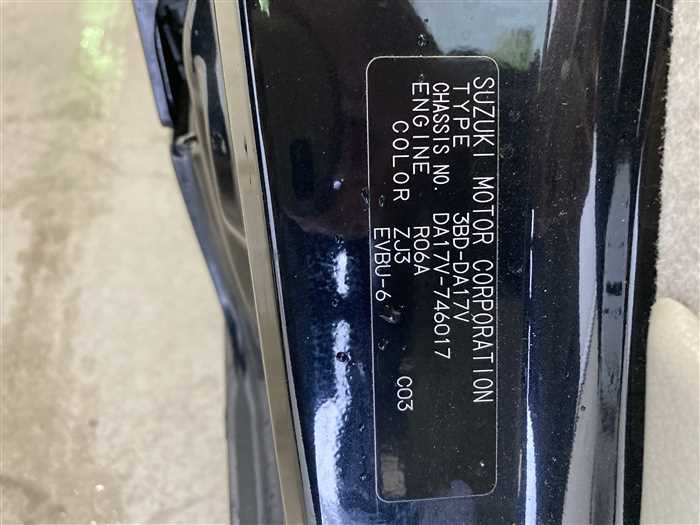 SUZUKI MOTOR CORPORATION
TYPE 3BD-DA17V
CHASSIS NO. DA17V-746017
ENGINE R06A
COLOR ZJ3 C03
EVBU-6